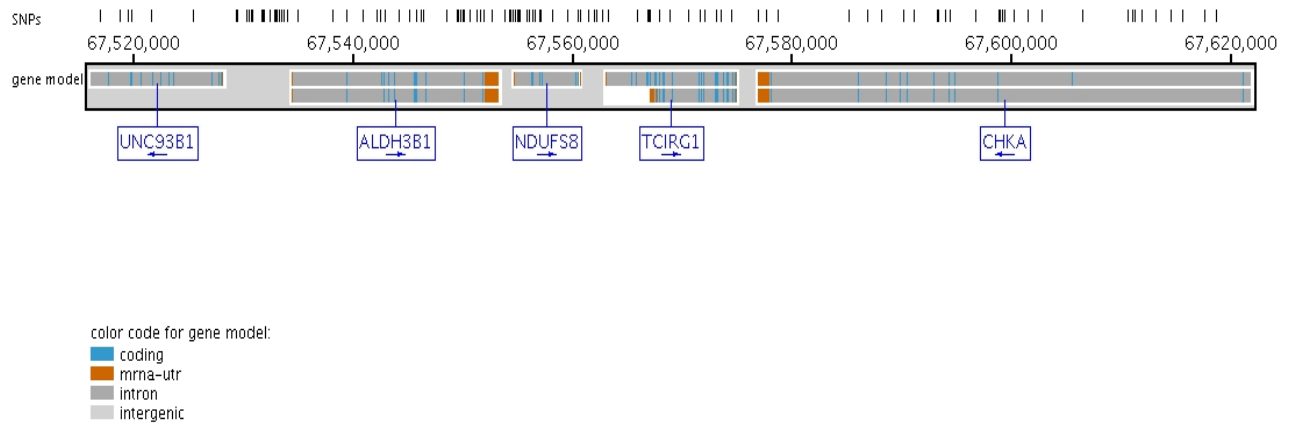 SNPs
67,520,000 67,540,000 67,560,000 67,580,000 67,600,000 67,620,000
gene model
UNC93B1 ALDH3B1 NDUFS8 TCIRG1 CHKA
color code for gene model:
coding
mrna-utr
intron
intergenic